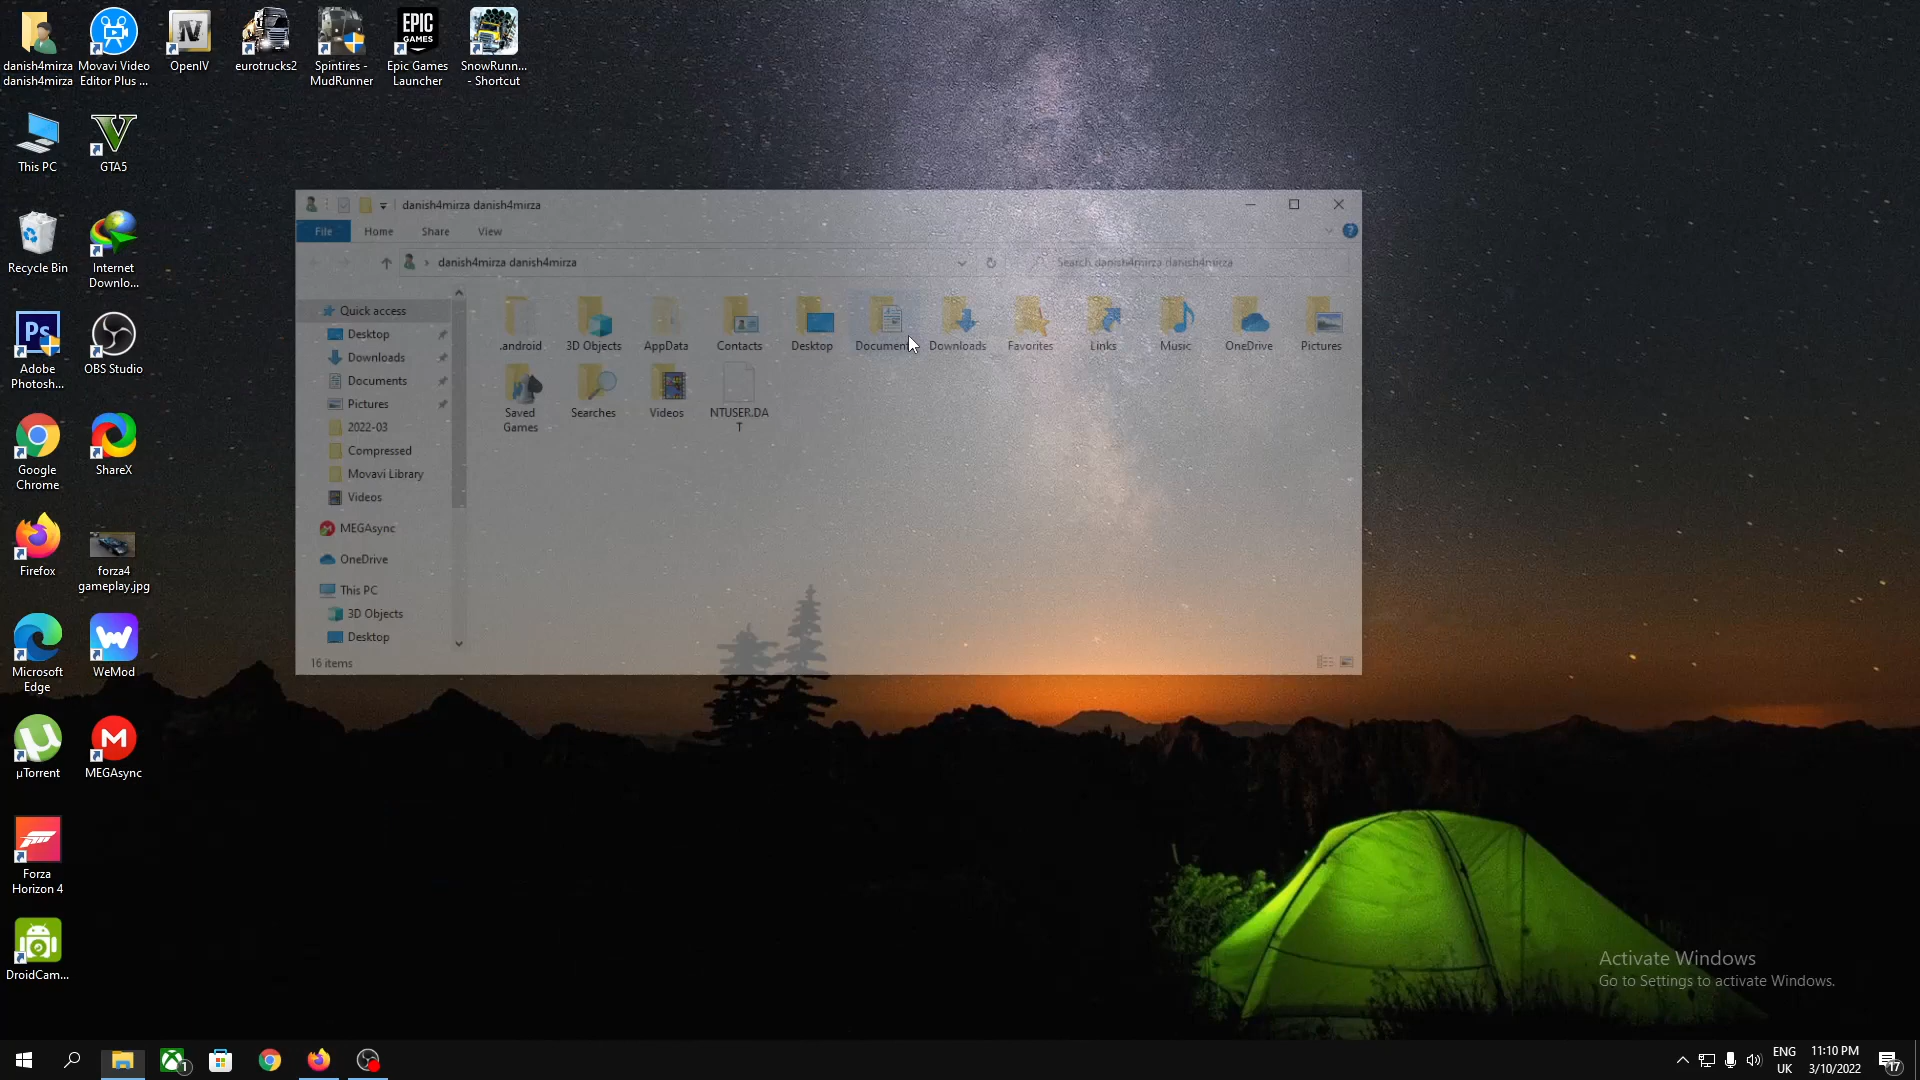 danish4mirza
danish4mirza
Movavi Video
Editor Plus ...
OpenIV
eurotrucks2
Spintires -
MudRunner
EPIC
GAMES
Epic Games
Launcher
SnowRunn...
- Shortcut
This PC
GTA5
Recycle Bin
Internet
Downlo...
Ps
Adobe
Photosh...
OBS Studio
Google
Chrome
ShareX
Firefox
forza4
gameplay.jpg
Microsoft
Edge
WeMod
µTorrent
MEGAsync
Forza
Horizon 4
DroidCam...
danish4mirza danish4mirza
File
Home
Share
View
danish4mirza danish4mirza
Search danish4mirza danish4mirza
Quick access
Desktop
Downloads
Documents
Pictures
2022-03
Compressed
Movavi Library
Videos
MEGAsync
OneDrive
This PC
3D Objects
Desktop
.android
3D Objects
AppData
Contacts
Desktop
Document
Downloads
Favorites
Links
Music
OneDrive
Pictures
Saved
Games
Searches
Videos
NTUSER.DA
T
16 items
Activate Windows
Go to Settings to activate Windows.
1
ENG
UK
11:10 PM
3/10/2022
17